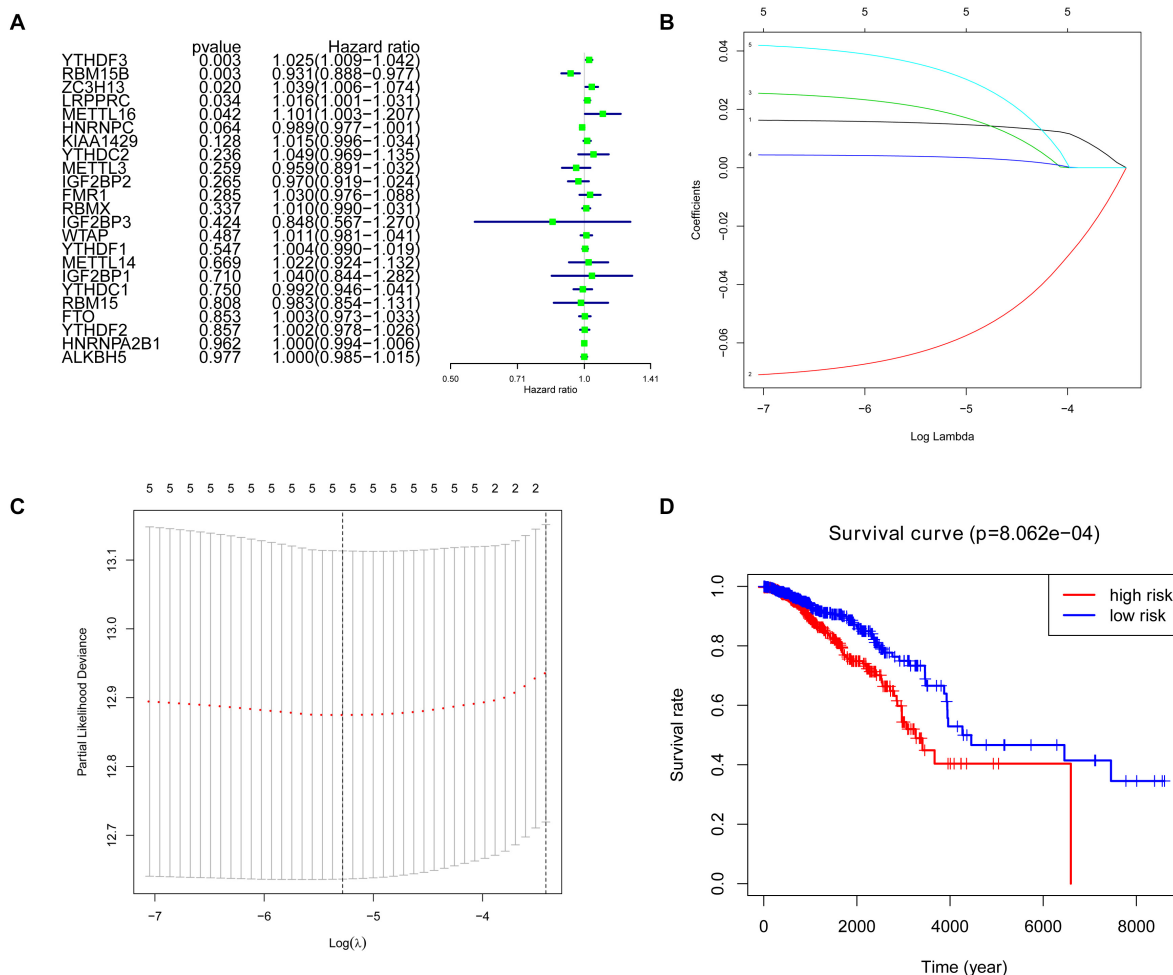 A
pvalue Hazard ratio
YTHDF3 0.003 1.025(1.009−1.042)
RBM15B 0.003 0.931(0.888−0.977)
ZC3H13 0.020 1.039(1.006−1.074)
LRPPRC 0.034 1.016(1.001−1.031)
METTL16 0.042 1.101(1.003−1.207)
HNRNPC 0.064 0.989(0.977−1.001)
KIAA1429 0.128 1.015(0.996−1.034)
YTHDC2 0.236 1.049(0.969−1.135)
METTL3 0.259 0.959(0.891−1.032)
IGF2BP2 0.265 0.970(0.919−1.024)
FMR1 0.285 1.030(0.976−1.088)
RBMX 0.337 1.010(0.990−1.031)
IGF2BP3 0.424 0.848(0.567−1.270)
WTAP 0.487 1.011(0.981−1.041)
YTHDF1 0.547 1.004(0.990−1.019)
METTL14 0.669 1.022(0.924−1.132)
IGF2BP1 0.710 1.040(0.844−1.282)
YTHDC1 0.750 0.992(0.946−1.041)
RBM15 0.808 0.983(0.854−1.131)
FTO 0.853 1.003(0.973−1.033)
YTHDF2 0.857 1.002(0.978−1.026)
HNRNPA2B1 0.962 1.000(0.994−1.006)
ALKBH5 0.977 1.000(0.985−1.015)
0.50 0.71 1.0 1.41
Hazard ratio
B
5 5 5 5
0.04
0.02
0.00
−0.02
−0.04
−0.06
Coefficients
5
3
1
4
2
−7 −6 −5 −4
Log Lambda
C
5 5 5 5 5 5 5 5 5 5 5 5 5 5 5 5 5 2 2 2
13.1
13.0
12.9
12.8
12.7
Partial Likelihood Deviance
−7 −6 −5 −4
Log(λ)
D
Survival curve (p=8.062e−04)
high risk
low risk
1.0
0.8
0.6
0.4
0.2
0.0
Survival rate
0 2000 4000 6000 8000
Time (year)